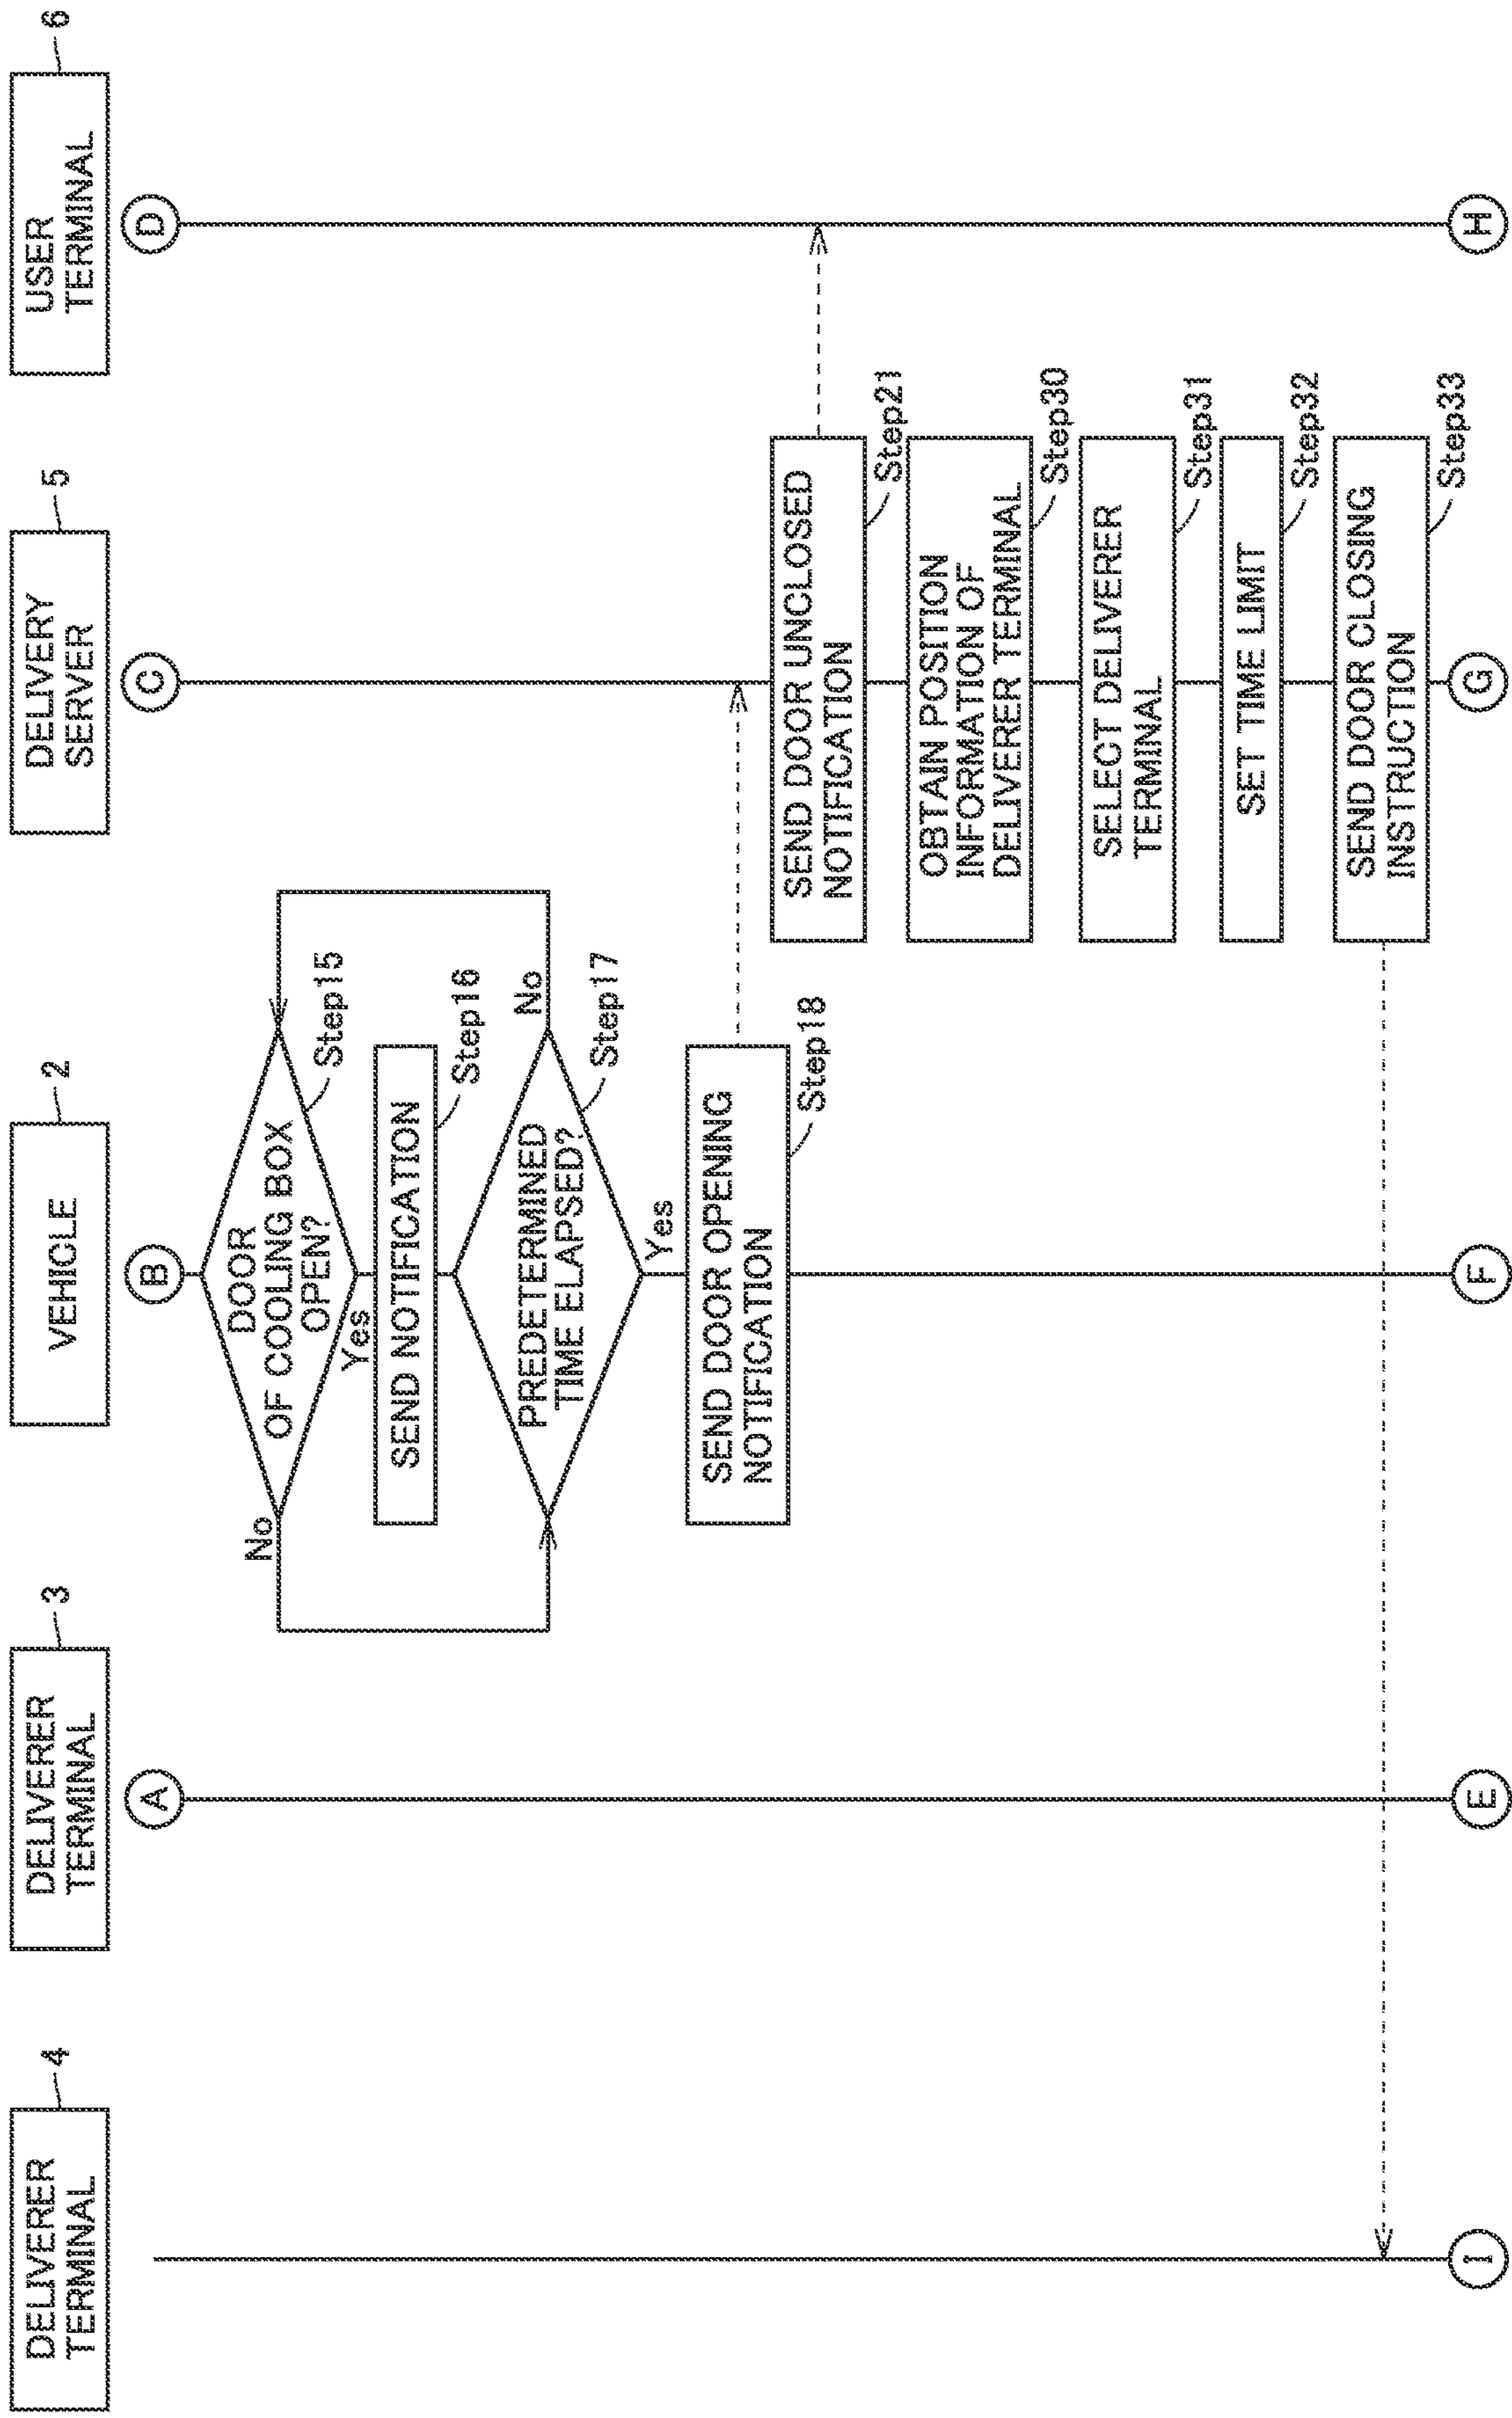 DELIVERER
TERMINAL
4
DELIVERER
TERMINAL
3
VEHICLE
2
DELIVERY
SERVER
5
USER
TERMINAL
6
A
B
C
D
DOOR
OF COOLING BOX
OPEN?
Step15
No
Yes
SEND NOTIFICATION
Step16
PREDETERMINED
TIME ELAPSED?
No
Step17
Yes
SEND DOOR OPENING
NOTIFICATION
Step18
SEND DOOR UNCLOSED
NOTIFICATION
Step21
OBTAIN POSITION
INFORMATION OF
DELIVERER TERMINAL
Step30
SELECT DELIVERER
TERMINAL
Step31
SET TIME LIMIT
Step32
SEND DOOR CLOSING
INSTRUCTION
Step33
I
E
F
G
H